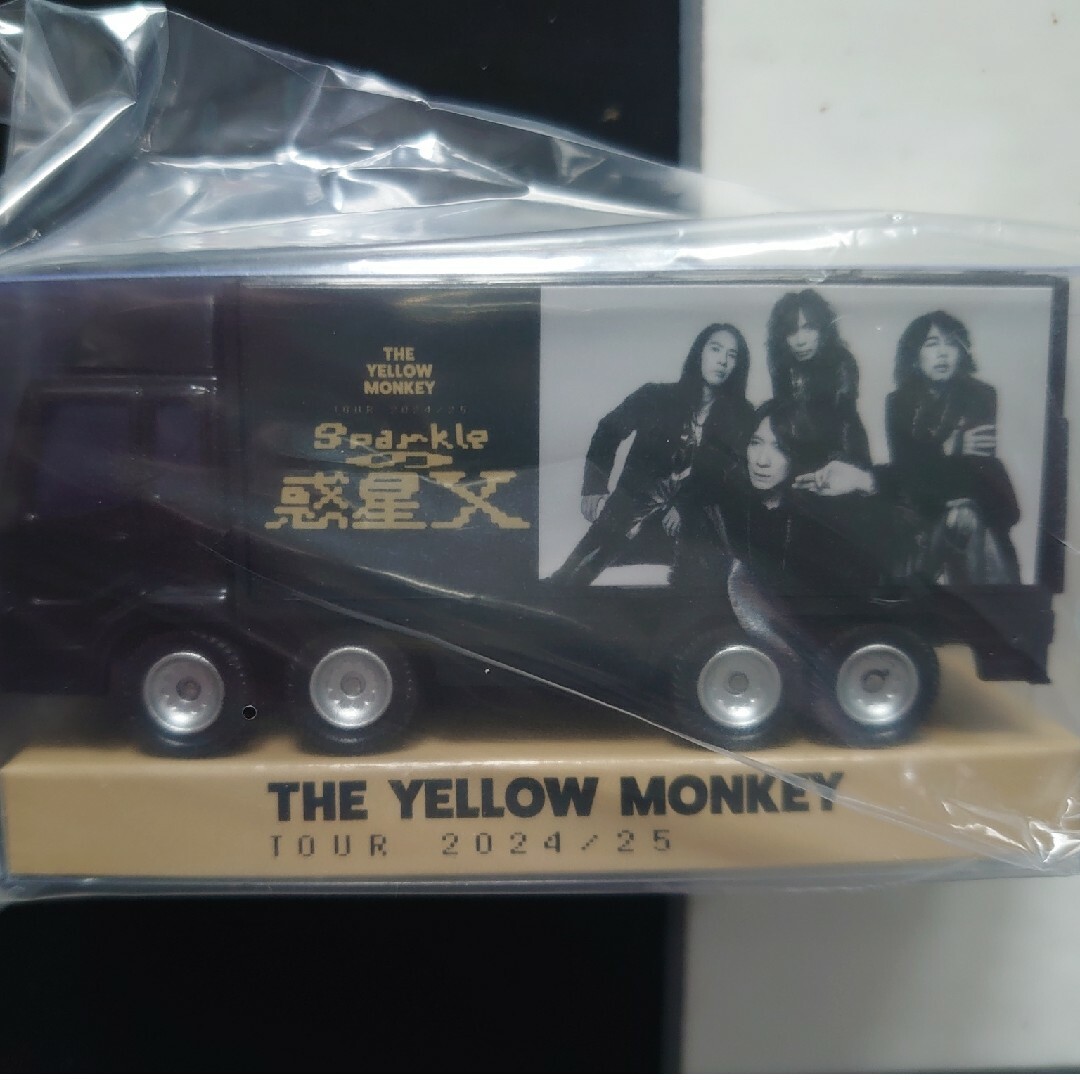 THE
YELLOW
MONKEY
TOUR 2024/25
Sparkle
の
惑星X
THE YELLOW MONKEY
TOUR 2024/25